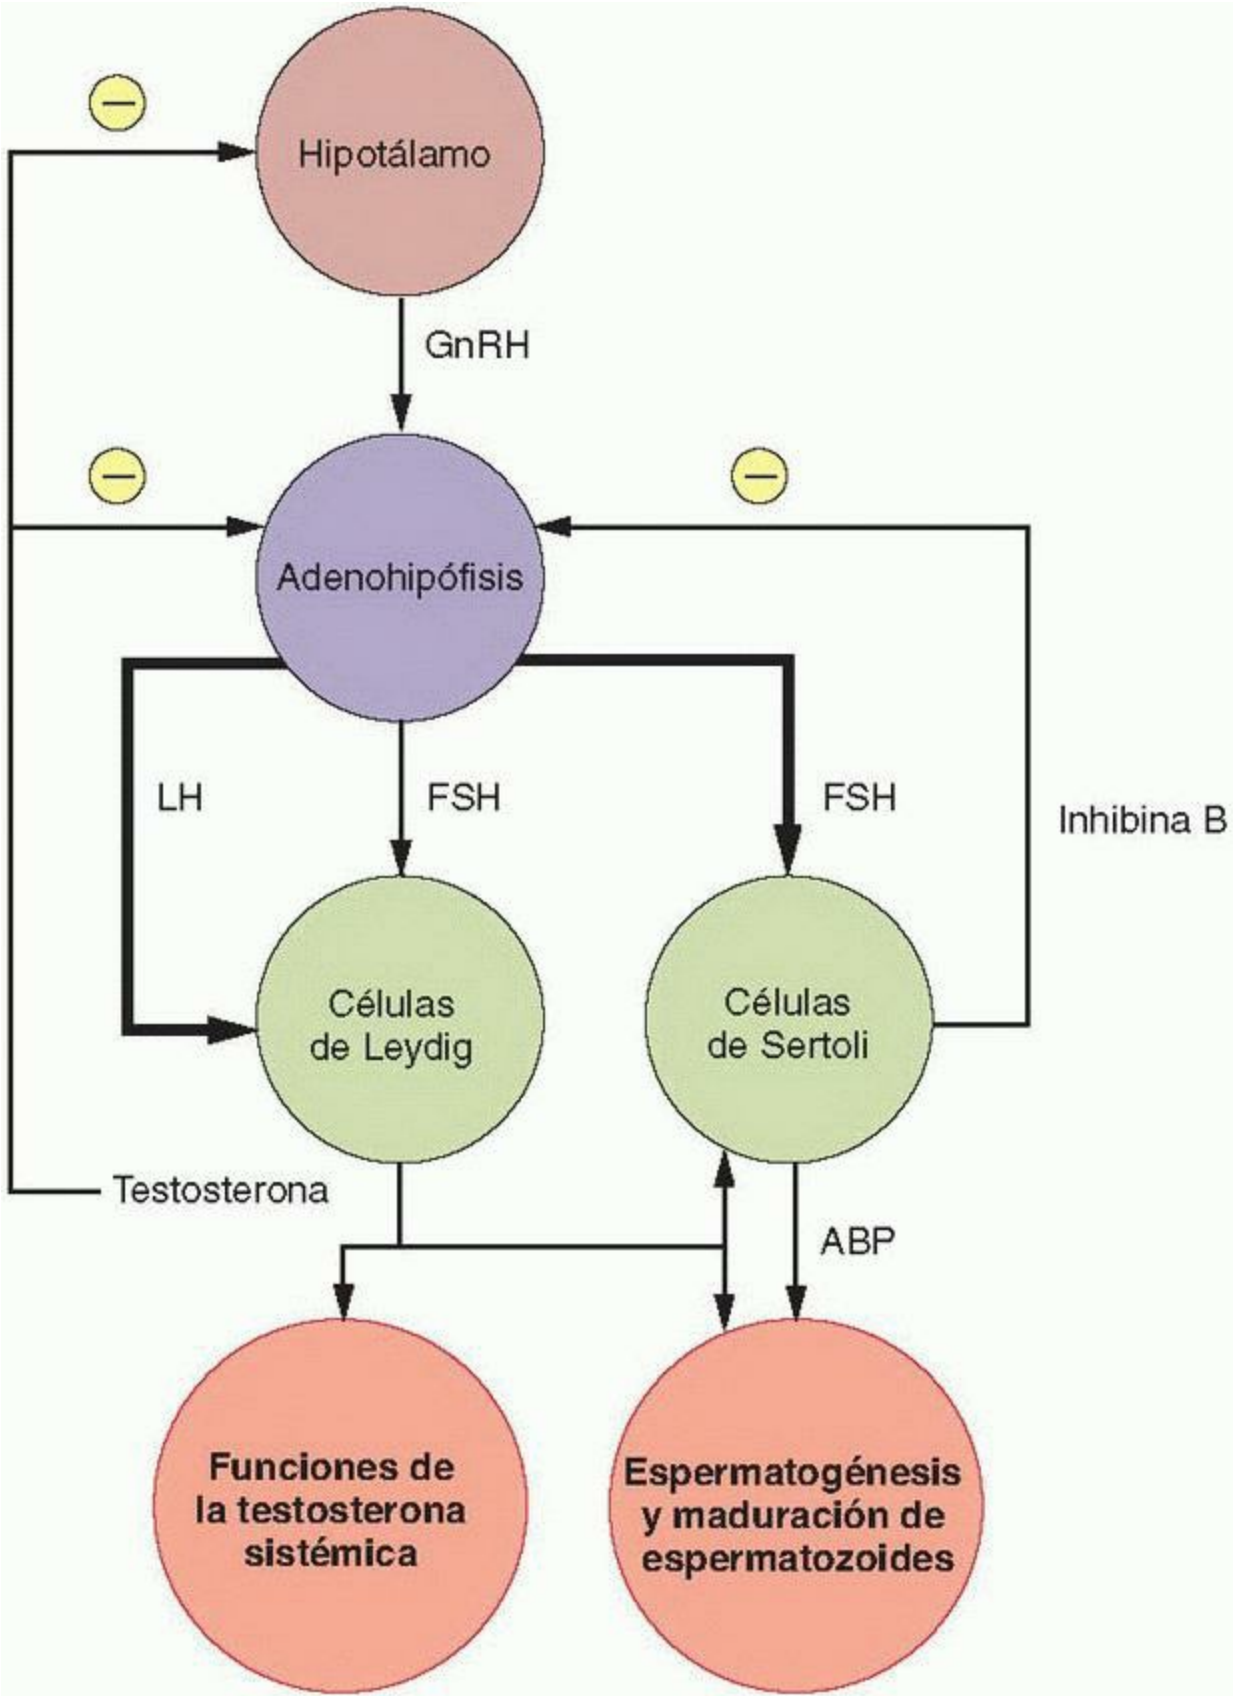 Hipotálamo
GnRH
Adenohipófisis
LH
FSH
FSH
Inhibina B
Células
de Leydig
Células
de Sertoli
Testosterona
ABP
Funciones de
la testosterona
sistémica
Espermatogénesis
y maduración de
espermatozoides